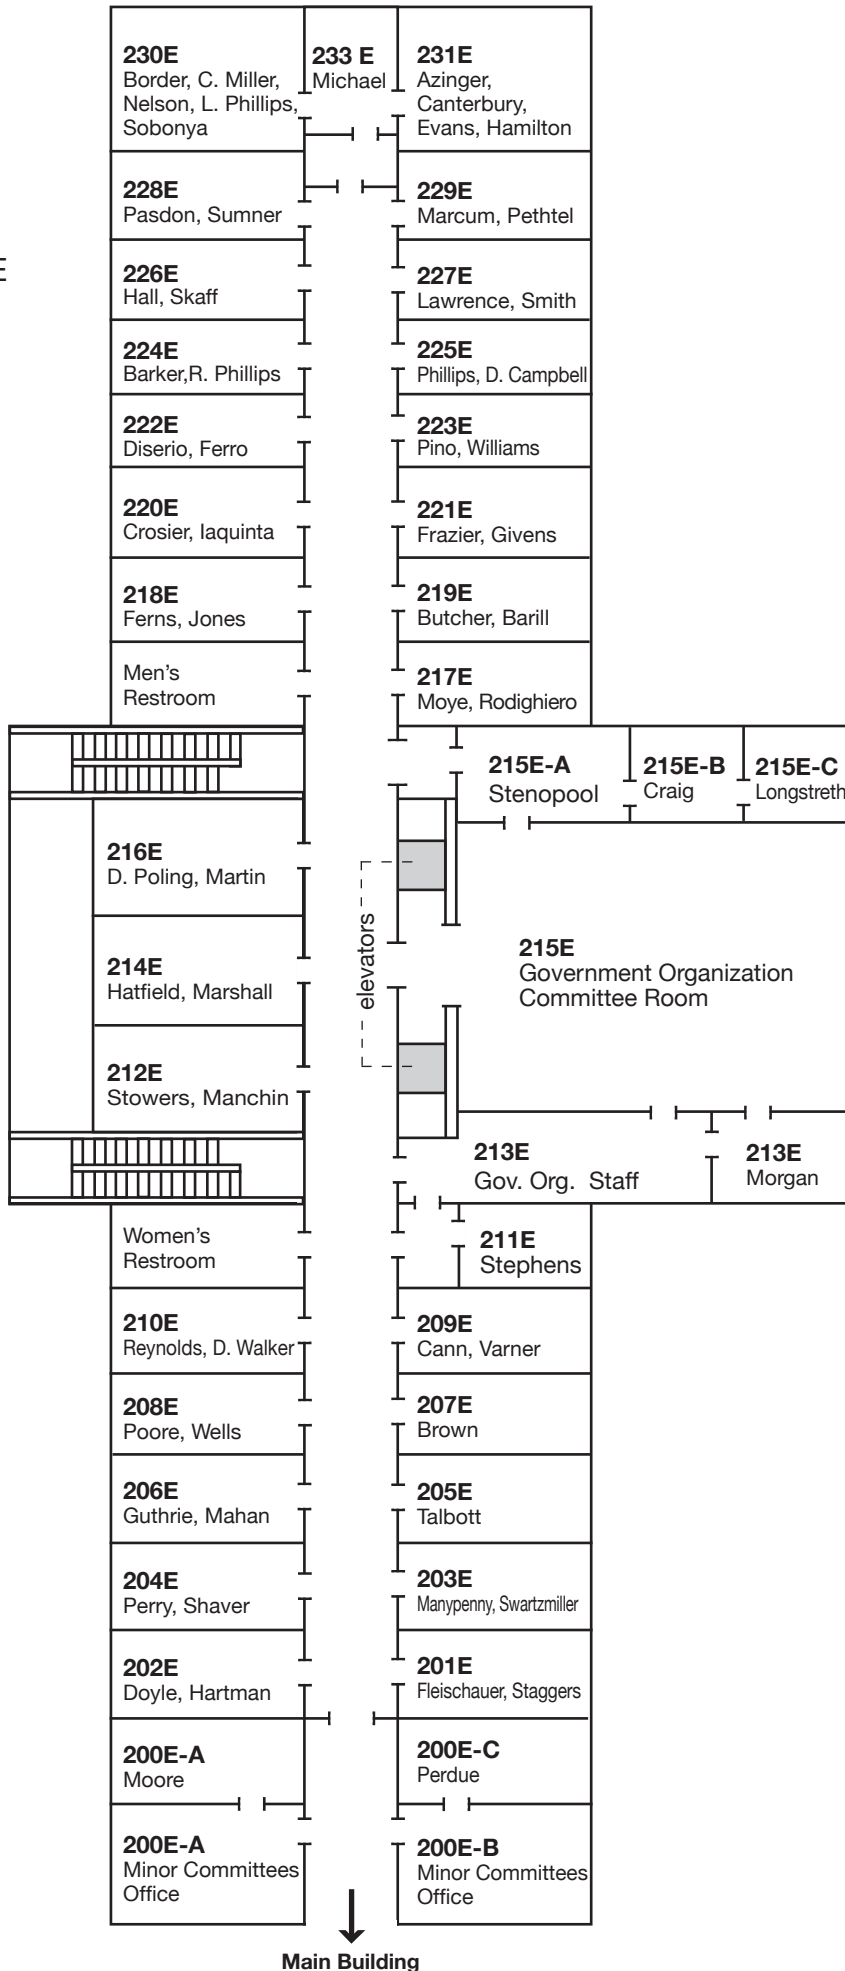 230E
Border, C. Miller,
Nelson, L. Phillips,
Sobonya
233 E
Michael
231E
Azinger,
Canterbury,
Evans, Hamilton
228E
Pasdon, Sumner
229E
Marcum, Pethtel
E
226E
Hall, Skaff
227E
Lawrence, Smith
224E
Barker,R. Phillips
225E
Phillips, D. Campbell
222E
Diserio, Ferro
223E
Pino, Williams
220E
Crosier, Iaquinta
221E
Frazier, Givens
218E
Ferns, Jones
219E
Butcher, Barill
Men's
Restroom
217E
Moye, Rodighiero
215E-A
Stenopool
215E-B
Craig
215E-C
Longstreth
216E
D. Poling, Martin
elevators
214E
Hatfield, Marshall
215E
Government Organization
Committee Room
212E
Stowers, Manchin
213E
Gov. Org. Staff
213E
Morgan
Women's
Restroom
211E
Stephens
210E
Reynolds, D. Walker
209E
Cann, Varner
208E
Poore, Wells
207E
Brown
206E
Guthrie, Mahan
205E
Talbott
204E
Perry, Shaver
203E
Manypenny, Swartzmiller
202E
Doyle, Hartman
201E
Fleischauer, Staggers
200E-A
Moore
200E-C
Perdue
200E-A
Minor Committees
Office
200E-B
Minor Committees
Office
Main Building